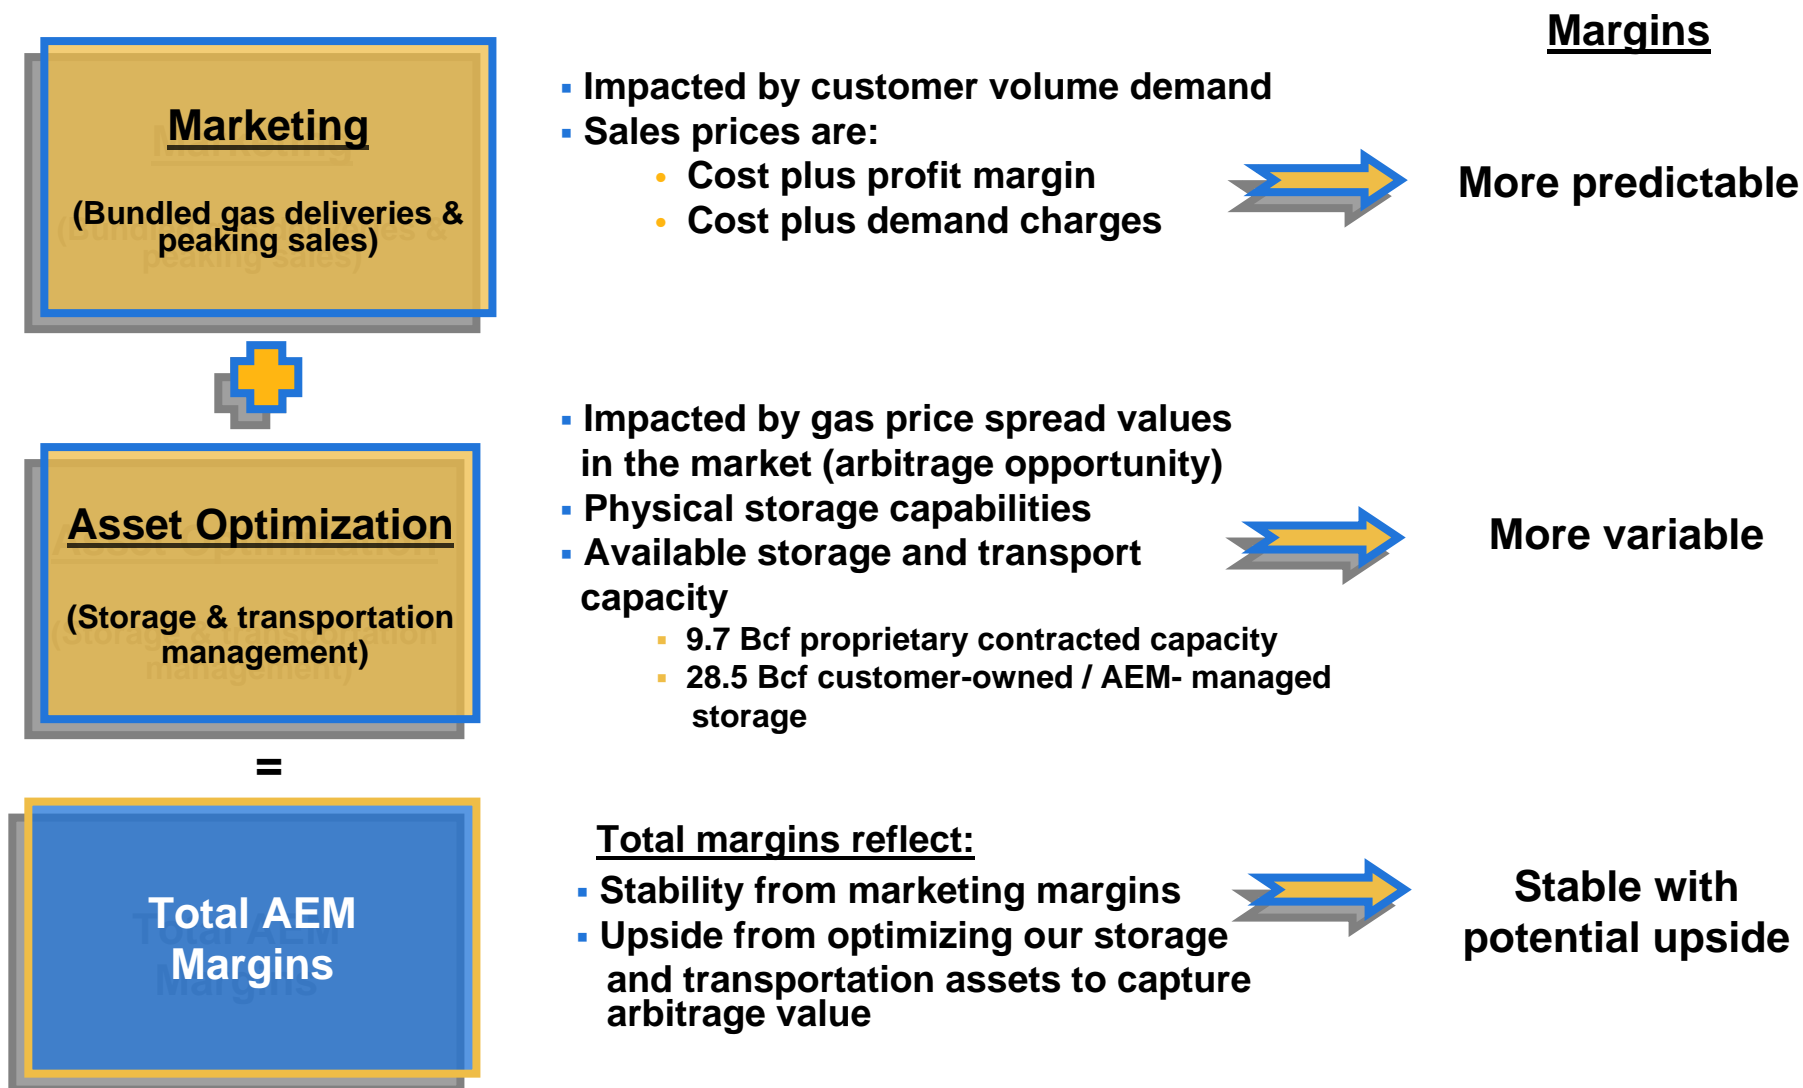 Margins
Marketing
(Bundled gas deliveries &
peaking sales)
▪ Impacted by customer volume demand
▪ Sales prices are:
• Cost plus profit margin
• Cost plus demand charges
More predictable
Asset Optimization
(Storage & transportation
management)
▪ Impacted by gas price spread values
in the market (arbitrage opportunity)
▪ Physical storage capabilities
▪ Available storage and transport
capacity
▪ 9.7 Bcf proprietary contracted capacity
▪ 28.5 Bcf customer-owned / AEM- managed
storage
More variable
=
Total AEM
Margins
Total margins reflect:
▪ Stability from marketing margins
▪ Upside from optimizing our storage
and transportation assets to capture
arbitrage value
Stable with
potential upside